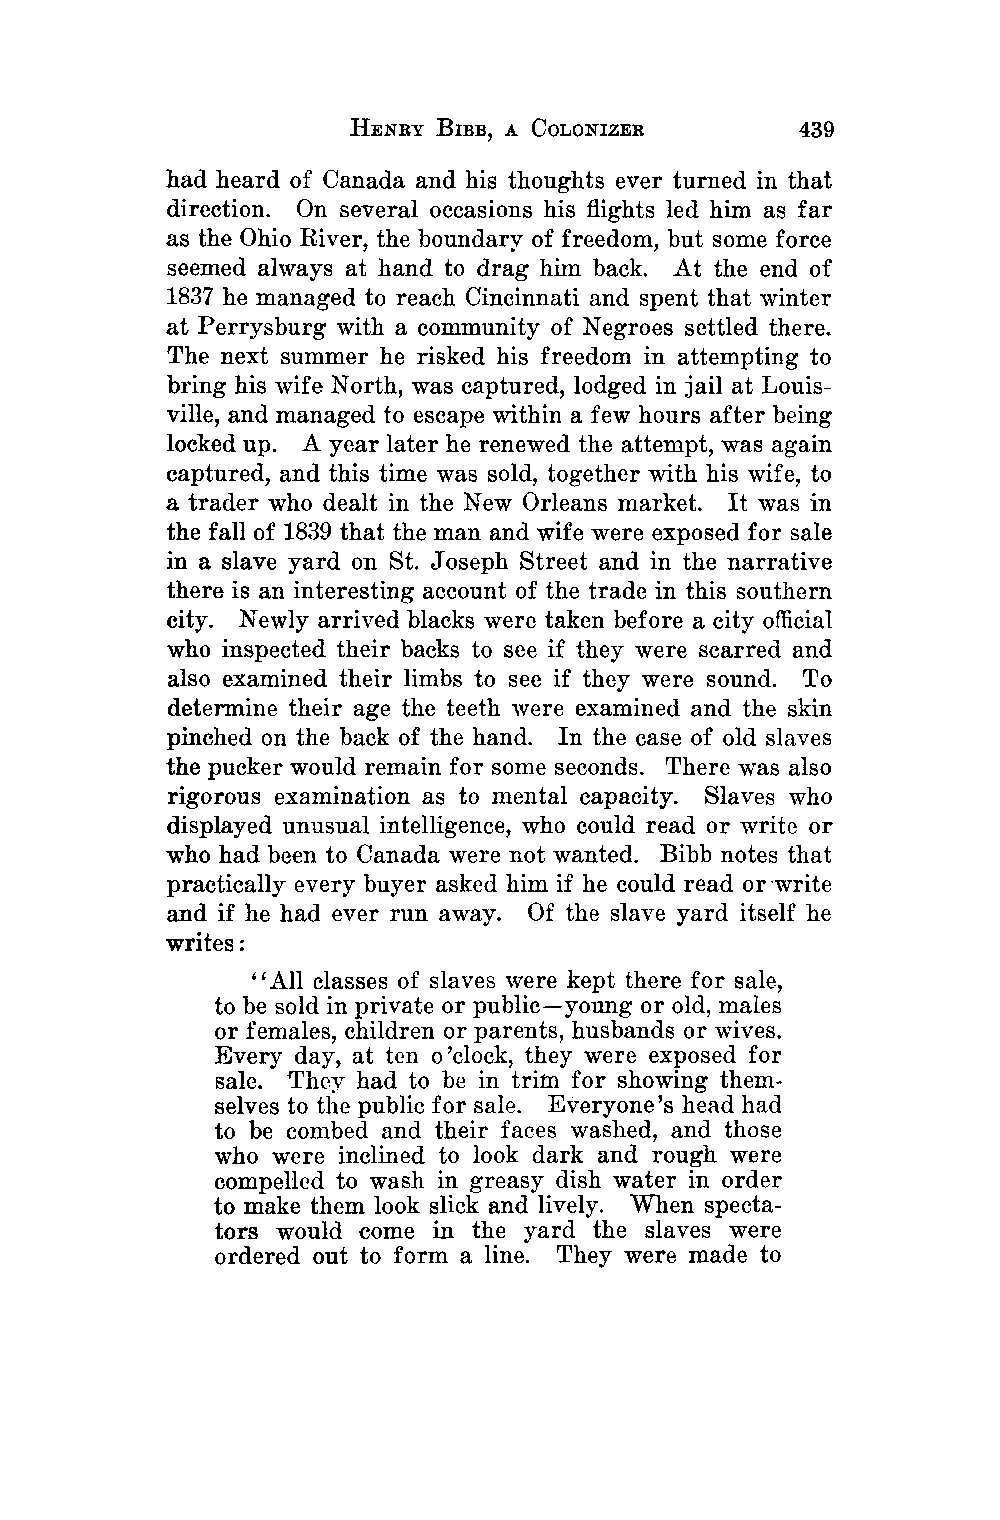 HENRY BIBB, A COLONIZER 439
had heard of Canada and his thoughts ever turned in that
direction. On several occasions his flights led him as far
as the Ohio River, the boundary of freedom, but some force
seemed always at hand to drag him back. At the end of
1837 he managed to reach Cincinnati and spent that winter
at Perrysburg with a community of Negroes settled there.
The next summer he risked his freedom in attempting to
bring his wife North, was captured, lodged in jail at Louis-
ville, and managed to escape within a few hours after being
locked up. A year later he renewed the attempt, was again
captured, and this time was sold, together with his wife, to
a trader who dealt in the New Orleans market. It was in
the fall of 1839 that the man and wife were exposed for sale
in a slave yard on St. Joseph Street and in the narrative
there is an interesting account of the trade in this southern
city. Newly arrived blacks were taken before a city official
who inspected their backs to see if they were scarred and
also examined their limbs to see if they were sound. To
determine their age the teeth were examined and the skin
pinched on the back of the hand. In the case of old slaves
the pucker would remain for some seconds. There was also
rigorous examination as to mental capacity. Slaves who
displayed unusual intelligence, who could read or write or
who had been to Canada were not wanted. Bibb notes that
practically every buyer asked him if he could read or write
and if he had ever run away. Of the slave yard itself he
writes:
"All classes of slaves were kept there for sale,
to be sold in private or public—young or old, males
or females, children or parents, husbands or wives.
Every day, at ten o'clock, they were exposed for
sale. They had to be in trim for showing them-
selves to the public for sale. Everyone's head had
to be combed and their faces washed, and those
who were inclined to look dark and rough were
compelled to wash in greasy dish water in order
to make them look slick and lively. When specta-
tors would come in the yard the slaves were
ordered out to form a line. They were made to